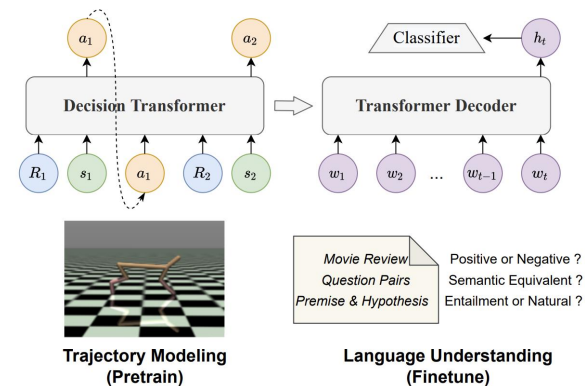 a₁
a₂
Classifier
hₜ
Decision Transformer
Transformer Decoder
R₁ s₁ a₁ R₂ s₂
w₁ w₂ ... wₜ₋₁ wₜ
Movie Review Positive or Negative ?
Question Pairs Semantic Equivalent ?
Premise & Hypothesis Entailment or Natural ?
Trajectory Modeling
(Pretrain)
Language Understanding
(Finetune)